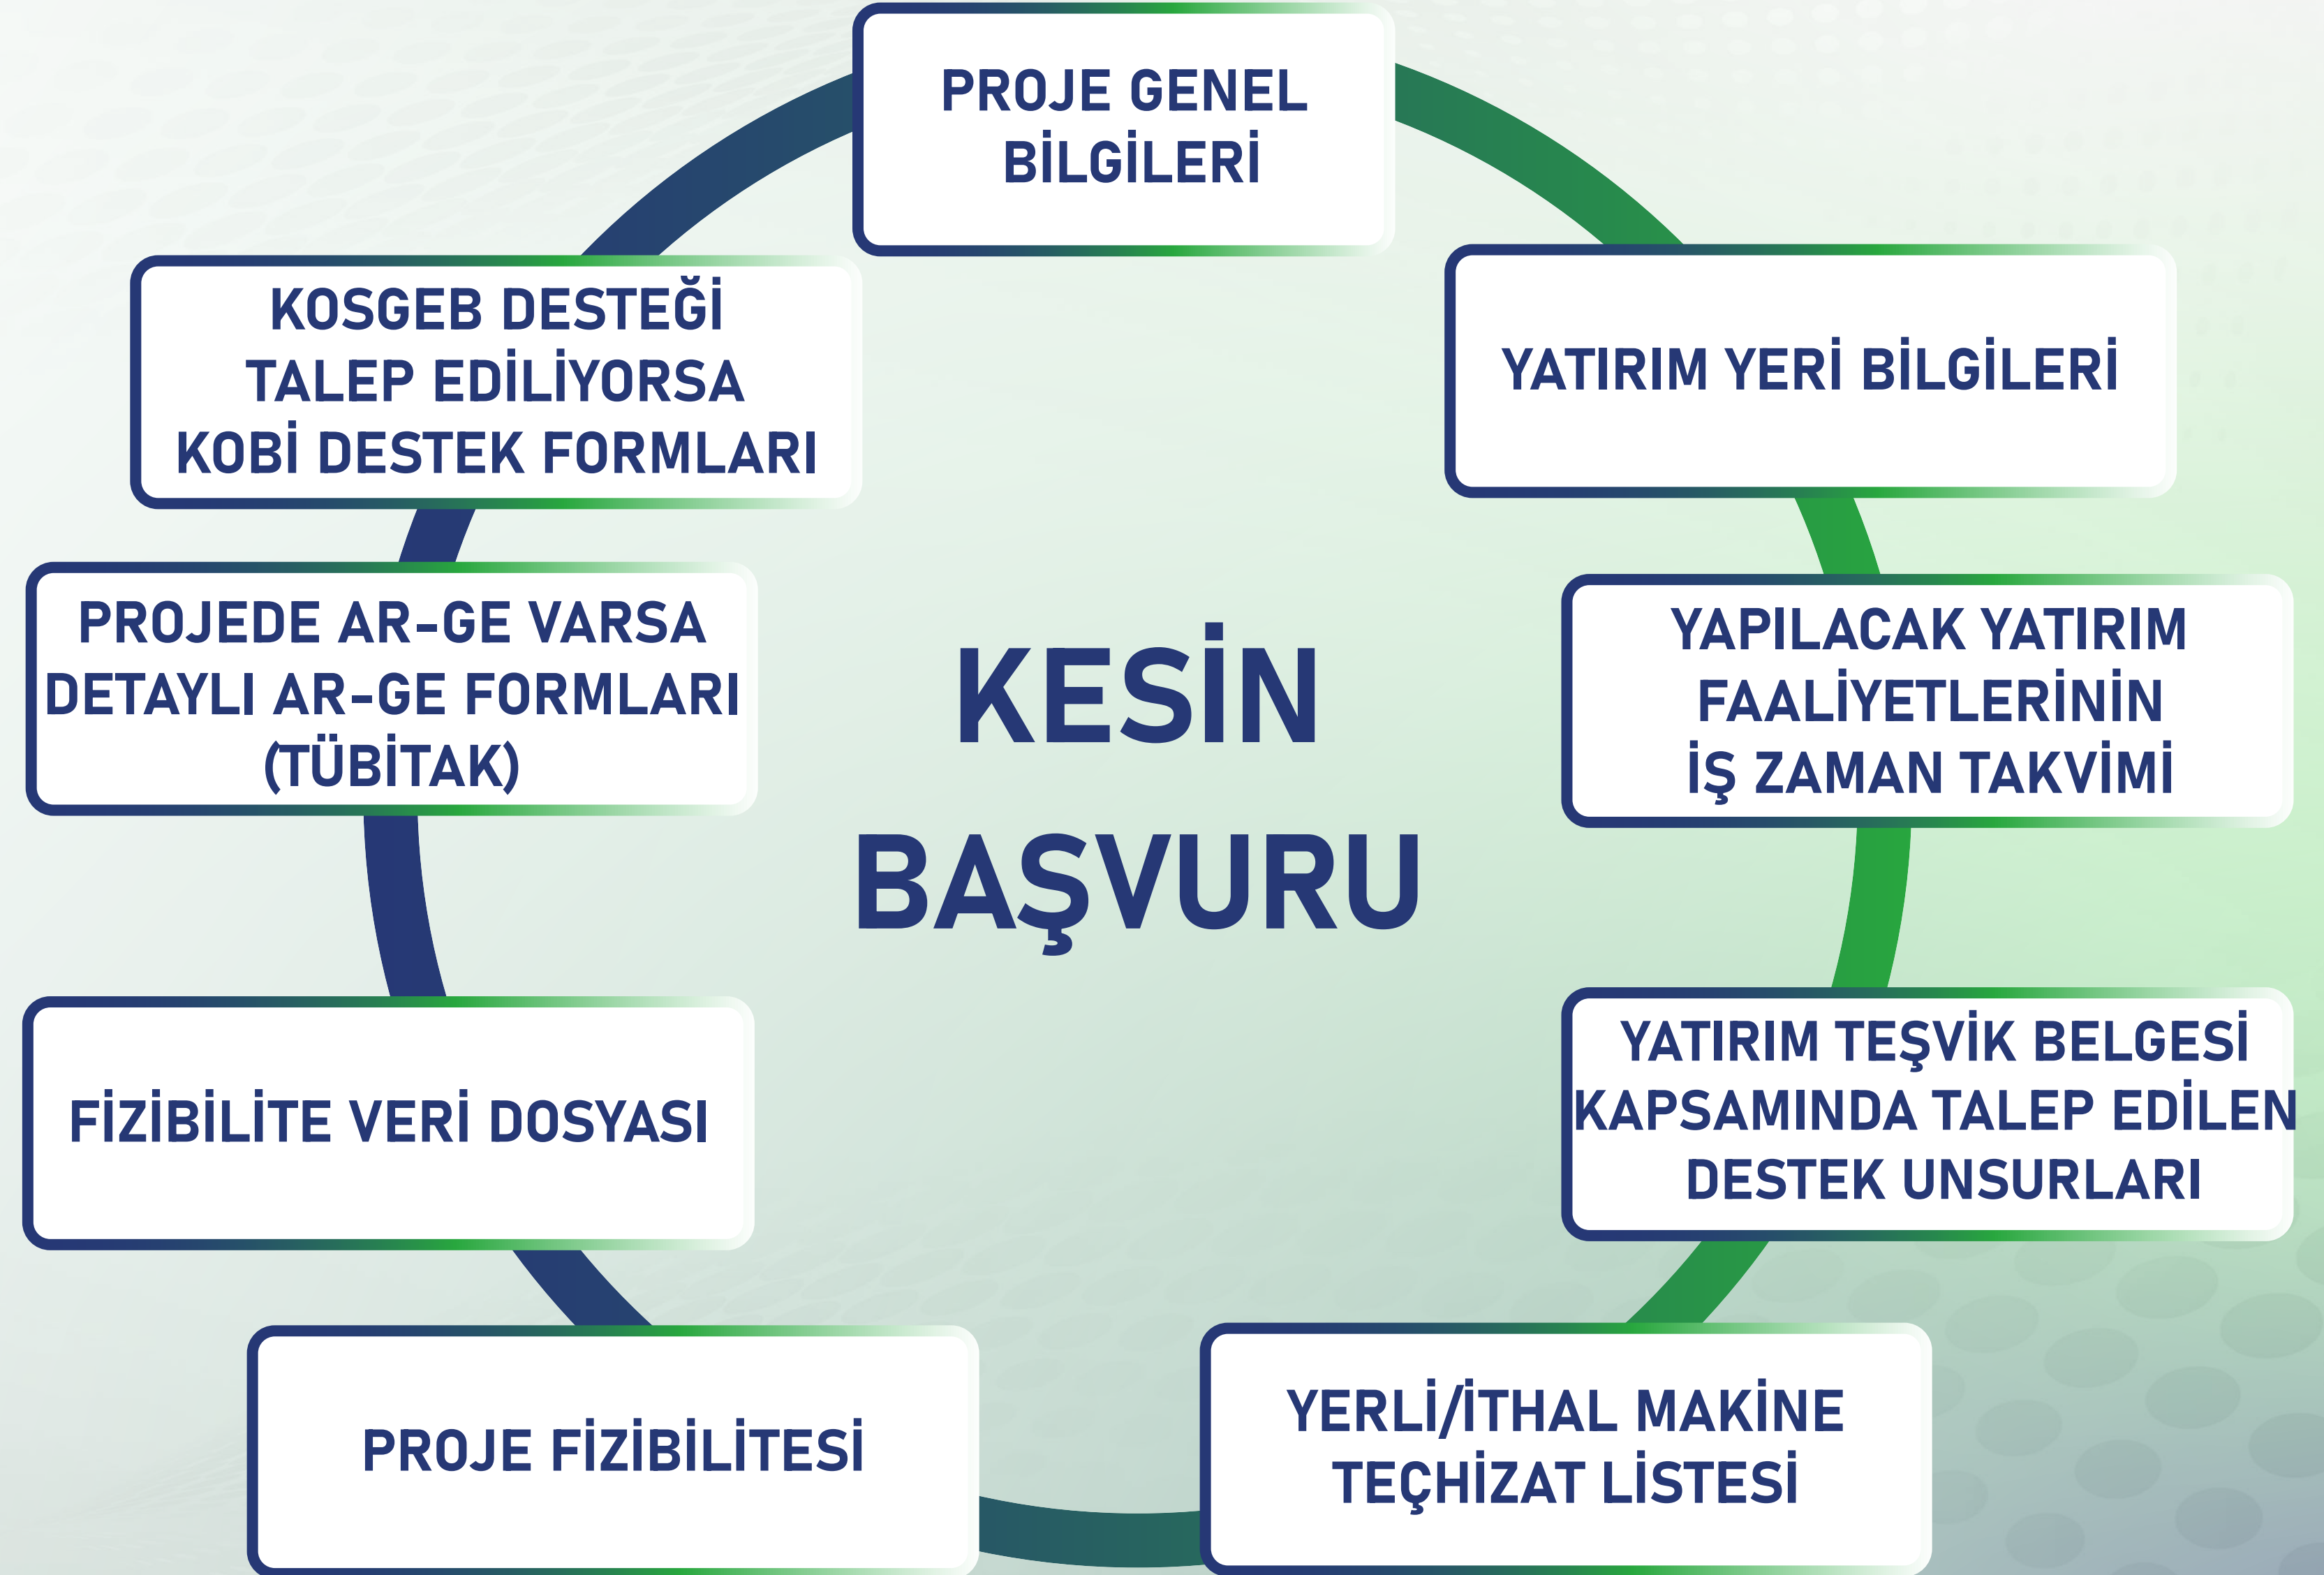 PROJE GENEL
BİLGİLERİ
YATIRIM YERİ BİLGİLERİ
YAPILACAK YATIRIM
FAALİYETLERİNİN
İŞ ZAMAN TAKVİMİ
YATIRIM TEŞVİK BELGESİ
KAPSAMINDA TALEP EDİLEN
DESTEK UNSURLARI
YERLİ/İTHAL MAKİNE
TEÇHİZAT LİSTESİ
PROJE FİZİBİLİTESİ
FİZİBİLİTE VERİ DOSYASI
PROJEDE AR-GE VARSA
DETAYLI AR-GE FORMLARI
(TÜBİTAK)
KOSGEB DESTEĞİ
TALEP EDİLİYORSA
KOBİ DESTEK FORMLARI
KESİN
BAŞVURU